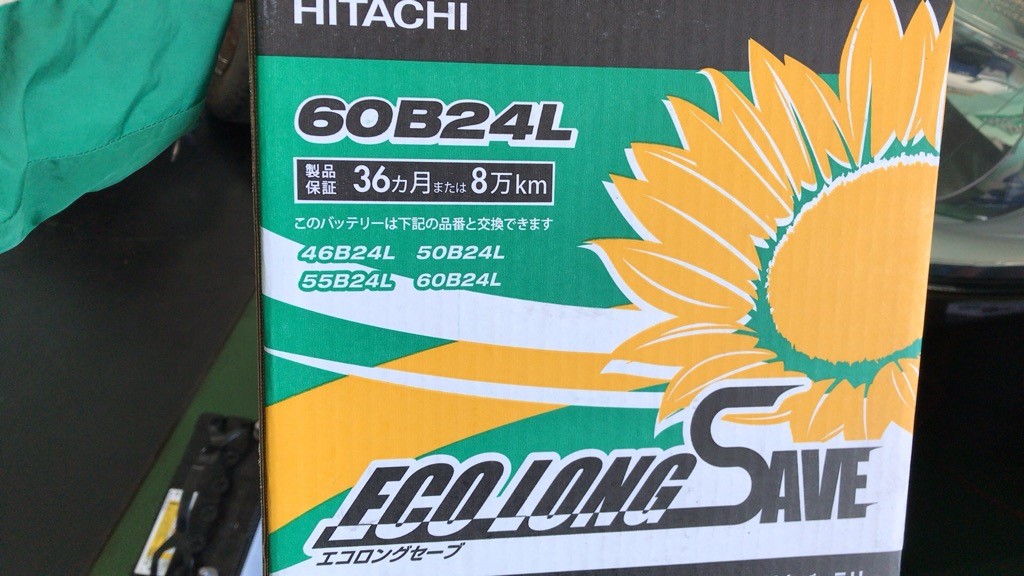 HITACHI
60B24L
製品保証 36カ月または8万km
このバッテリーは下記の品番と交換できます
46B24L 50B24L
55B24L 60B24L
ECO LONG SAVE
エコロングセーブ